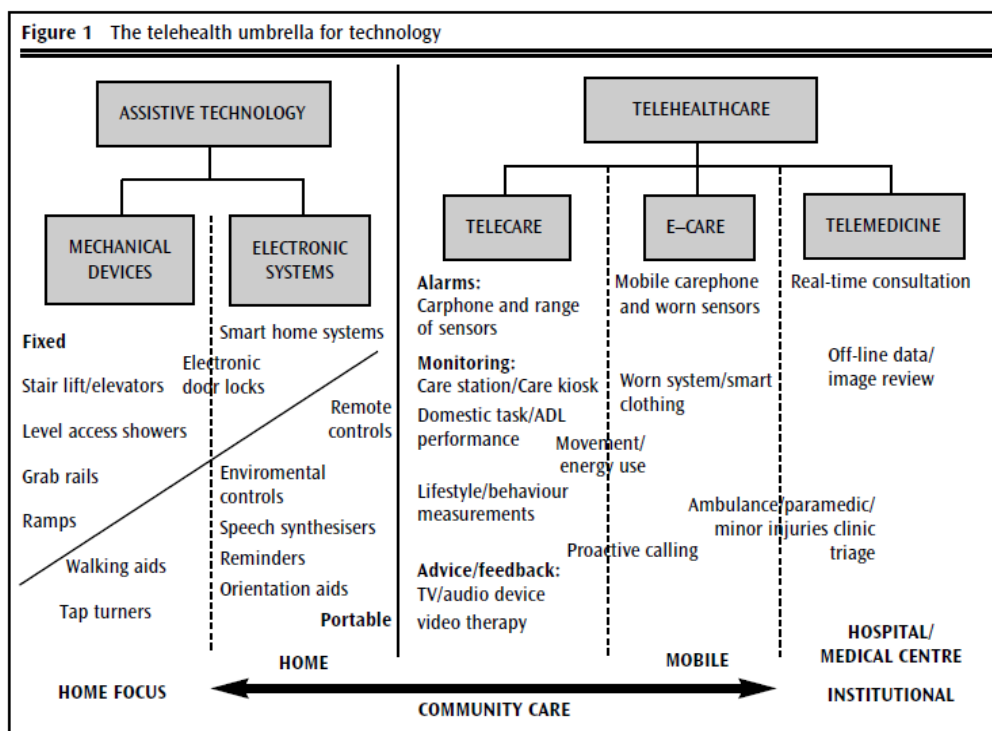 Figure 1 The telehealth umbrella for technology
ASSISTIVE TECHNOLOGY
MECHANICAL
DEVICES
ELECTRONIC
SYSTEMS
Fixed
Stair lift/elevators
Level access showers
Grab rails
Ramps
Walking aids
Tap turners
Smart home systems
Electronic
door locks
Remote
controls
Enviromental
controls
Speech synthesisers
Reminders
Orientation aids
Portable
TELEHEALTHCARE
TELECARE
E–CARE
TELEMEDICINE
Alarms:
Carphone and range
of sensors
Monitoring:
Care station/Care kiosk
Domestic task/ADL
performance
Movement/
energy use
Lifestyle/behaviour
measurements
Proactive calling
Advice/feedback:
TV/audio device
video therapy
Mobile carephone
and worn sensors
Worn system/smart
clothing
Real-time consultation
Off-line data/
image review
Ambulance/paramedic/
minor injuries clinic
triage
HOME
MOBILE
HOSPITAL/
MEDICAL CENTRE
HOME FOCUS
COMMUNITY CARE
INSTITUTIONAL